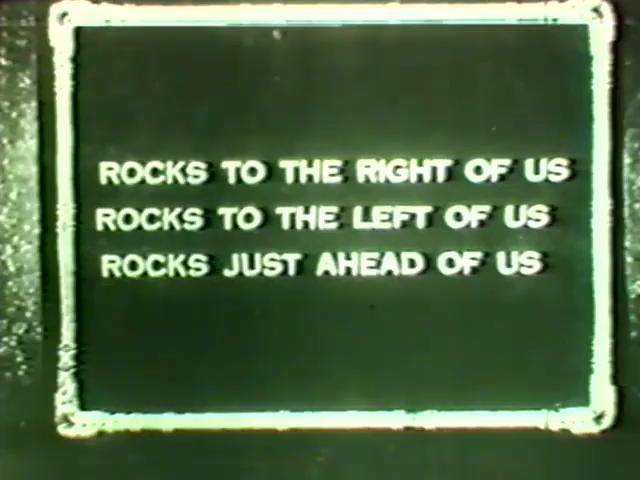 ROCKS TO THE RIGHT OF US
ROCKS TO THE LEFT OF US
ROCKS JUST AHEAD OF US